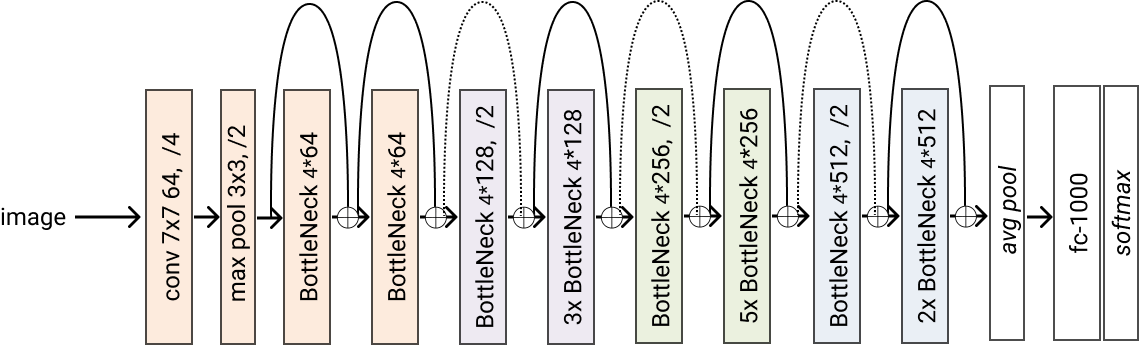 image
conv 7x7 64, /4
max pool 3x3, /2
BottleNeck 4*64
BottleNeck 4*64
BottleNeck 4*128, /2
3x BottleNeck 4*128
BottleNeck 4*256, /2
5x BottleNeck 4*256
BottleNeck 4*512, /2
2x BottleNeck 4*512
avg pool
fc-1000
softmax